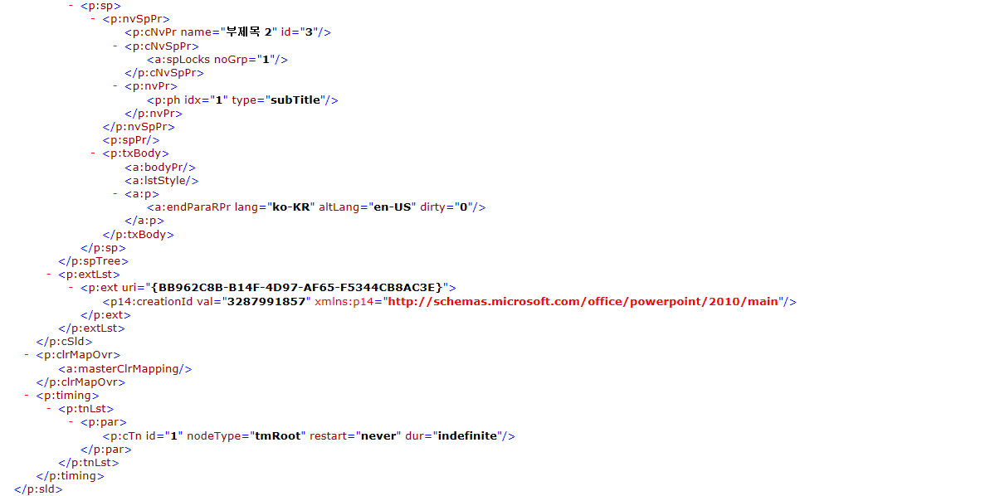 - <p:sp>
- <p:nvSpPr>
<p:cNvPr name="부제목 2" id="3"/>
- <p:cNvSpPr>
<a:spLocks noGrp="1"/>
</p:cNvSpPr>
- <p:nvPr>
<p:ph idx="1" type="subTitle"/>
</p:nvPr>
</p:nvSpPr>
<p:spPr/>
- <p:txBody>
<a:bodyPr/>
<a:lstStyle/>
- <a:p>
<a:endParaRPr lang="ko-KR" altLang="en-US" dirty="0"/>
</a:p>
</p:txBody>
</p:sp>
</p:spTree>
- <p:extLst>
- <p:ext uri="{BB962C8B-B14F-4D97-AF65-F5344CB8AC3E}">
<p14:creationId val="3287991857" xmlns:p14="http://schemas.microsoft.com/office/powerpoint/2010/main"/>
</p:ext>
</p:extLst>
</p:cSld>
- <p:clrMapOvr>
<a:masterClrMapping/>
</p:clrMapOvr>
- <p:timing>
- <p:tnLst>
- <p:par>
<p:cTn id="1" nodeType="tmRoot" restart="never" dur="indefinite"/>
</p:par>
</p:tnLst>
</p:timing>
</p:sld>